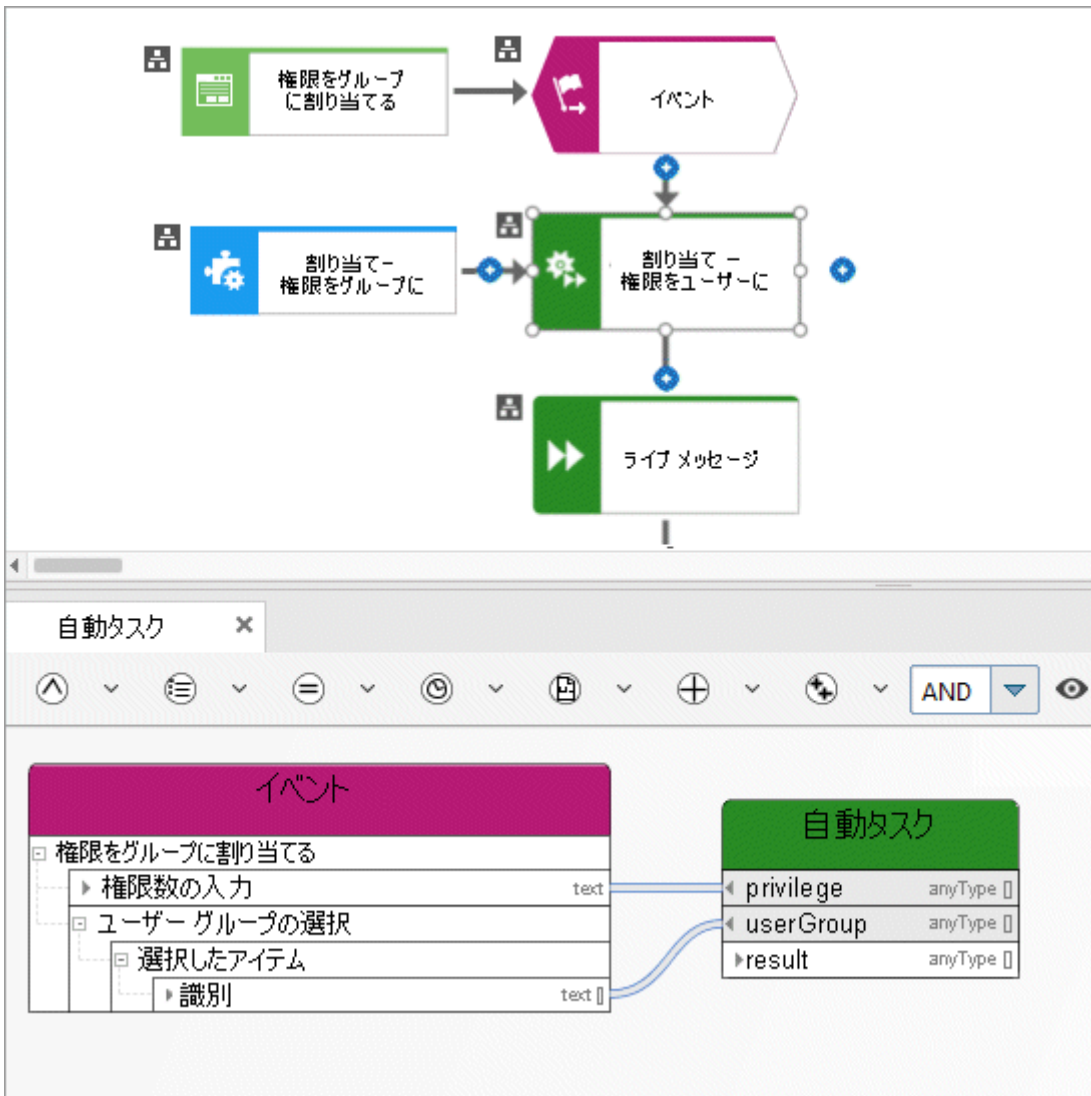 権限をグループ
に割り当てる
イベント
割り当てー
権限をグループに
割り当て ー
権限をユーザーに
ライブ メッセージ
自動タスク
AND
イベント
権限をグループに割り当てる
権限数の入力 text
ユーザー グループの選択
選択したアイテム
識別 text []
自動タスク
privilege anyType []
userGroup anyType []
result anyType []